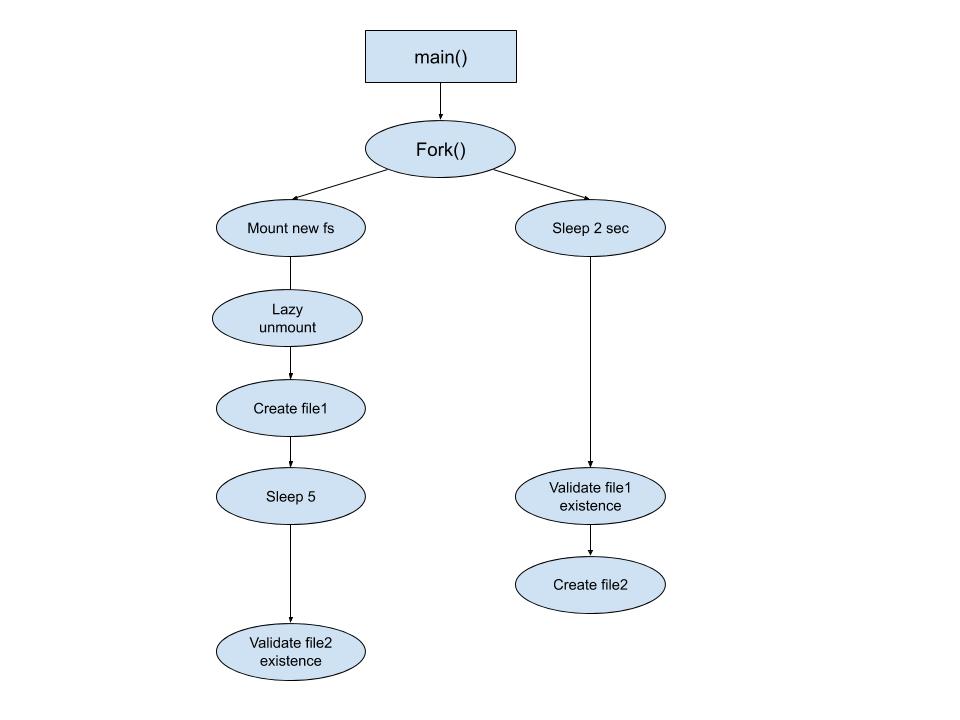 main()
Fork()
Mount new fs
Sleep 2 sec
Lazy
unmount
Create file1
Sleep 5
Validate file1
existence
Create file2
Validate file2
existence